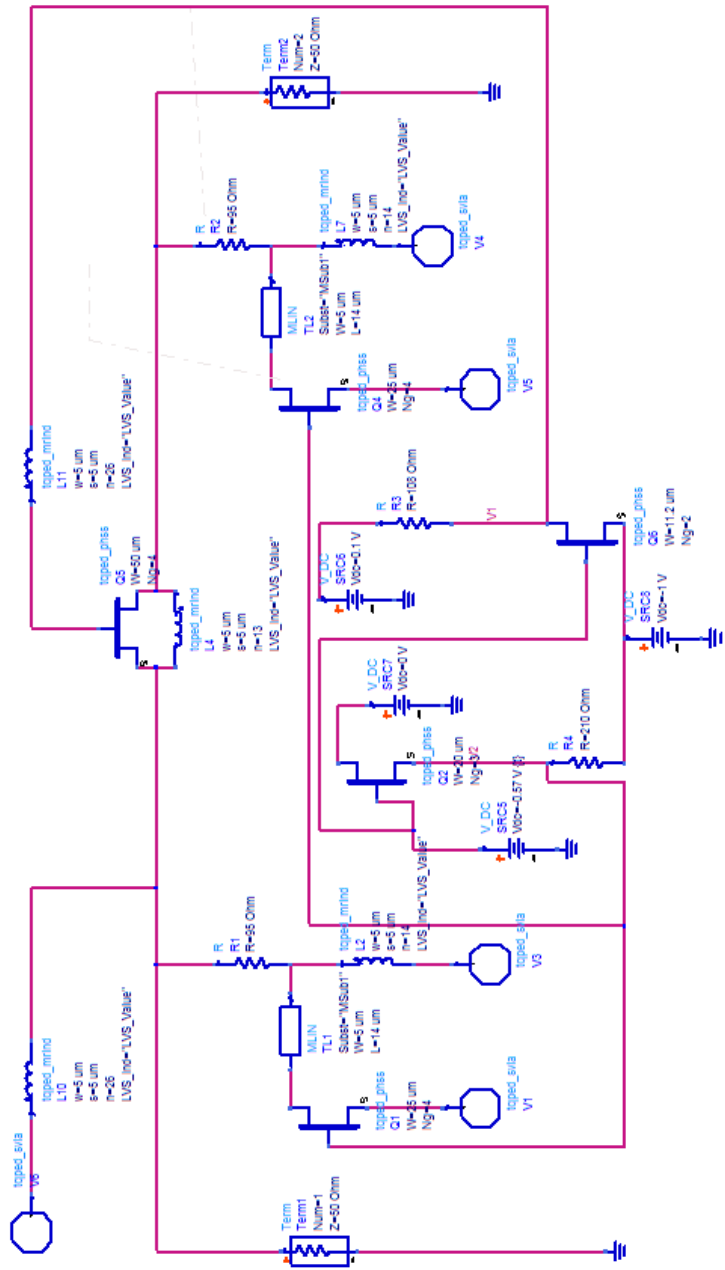 tqped_svia
V6
tqped_mrind
L10
w=5 um
s=5 um
n=26
LVS_Ind="LVS_Value"
tqped_phss
Q5
W=50 um
Ng=4
s
tqped_mrind
L4
w=5 um
s=5 um
n=13
LVS_Ind="LVS_Value"
tqped_mrind
L11
w=5 um
s=5 um
n=26
LVS_Ind="LVS_Value"
Term
Term1
Num=1
Z=50 Ohm
R
R1
R=95 Ohm
MLIN
TL1
Subst="MSub1"
W=5 um
L=14 um
tqped_mrind
L2
w=5 um
s=5 um
n=14
LVS_Ind="LVS_Value"
tqped_svia
V3
tqped_phss
Q1
W=25 um
Ng=4
s
tqped_svia
V1
V_DC
SRC5
Vdc=-0.57 V {t}
V_DC
SRC7
Vdc=0 V
tqped_phss
Q2
W=20 um
s
R
R4
R=210 Ohm
V_DC
SRC6
Vdc=0.1 V
R
R3
R=108 Ohm
V1
V_DC
SRC8
Vdc=-1 V
tqped_phss
Q6
W=11.2 um
Ng=2
s
tqped_phss
Q4
W=25 um
Ng=4
s
tqped_svia
V5
MLIN
TL2
Subst="MSub1"
W=5 um
L=14 um
R
R2
R=95 Ohm
tqped_mrind
L7
w=5 um
s=5 um
n=14
LVS_Ind="LVS_Value"
tqped_svia
V4
Term
Term2
Num=2
Z=50 Ohm